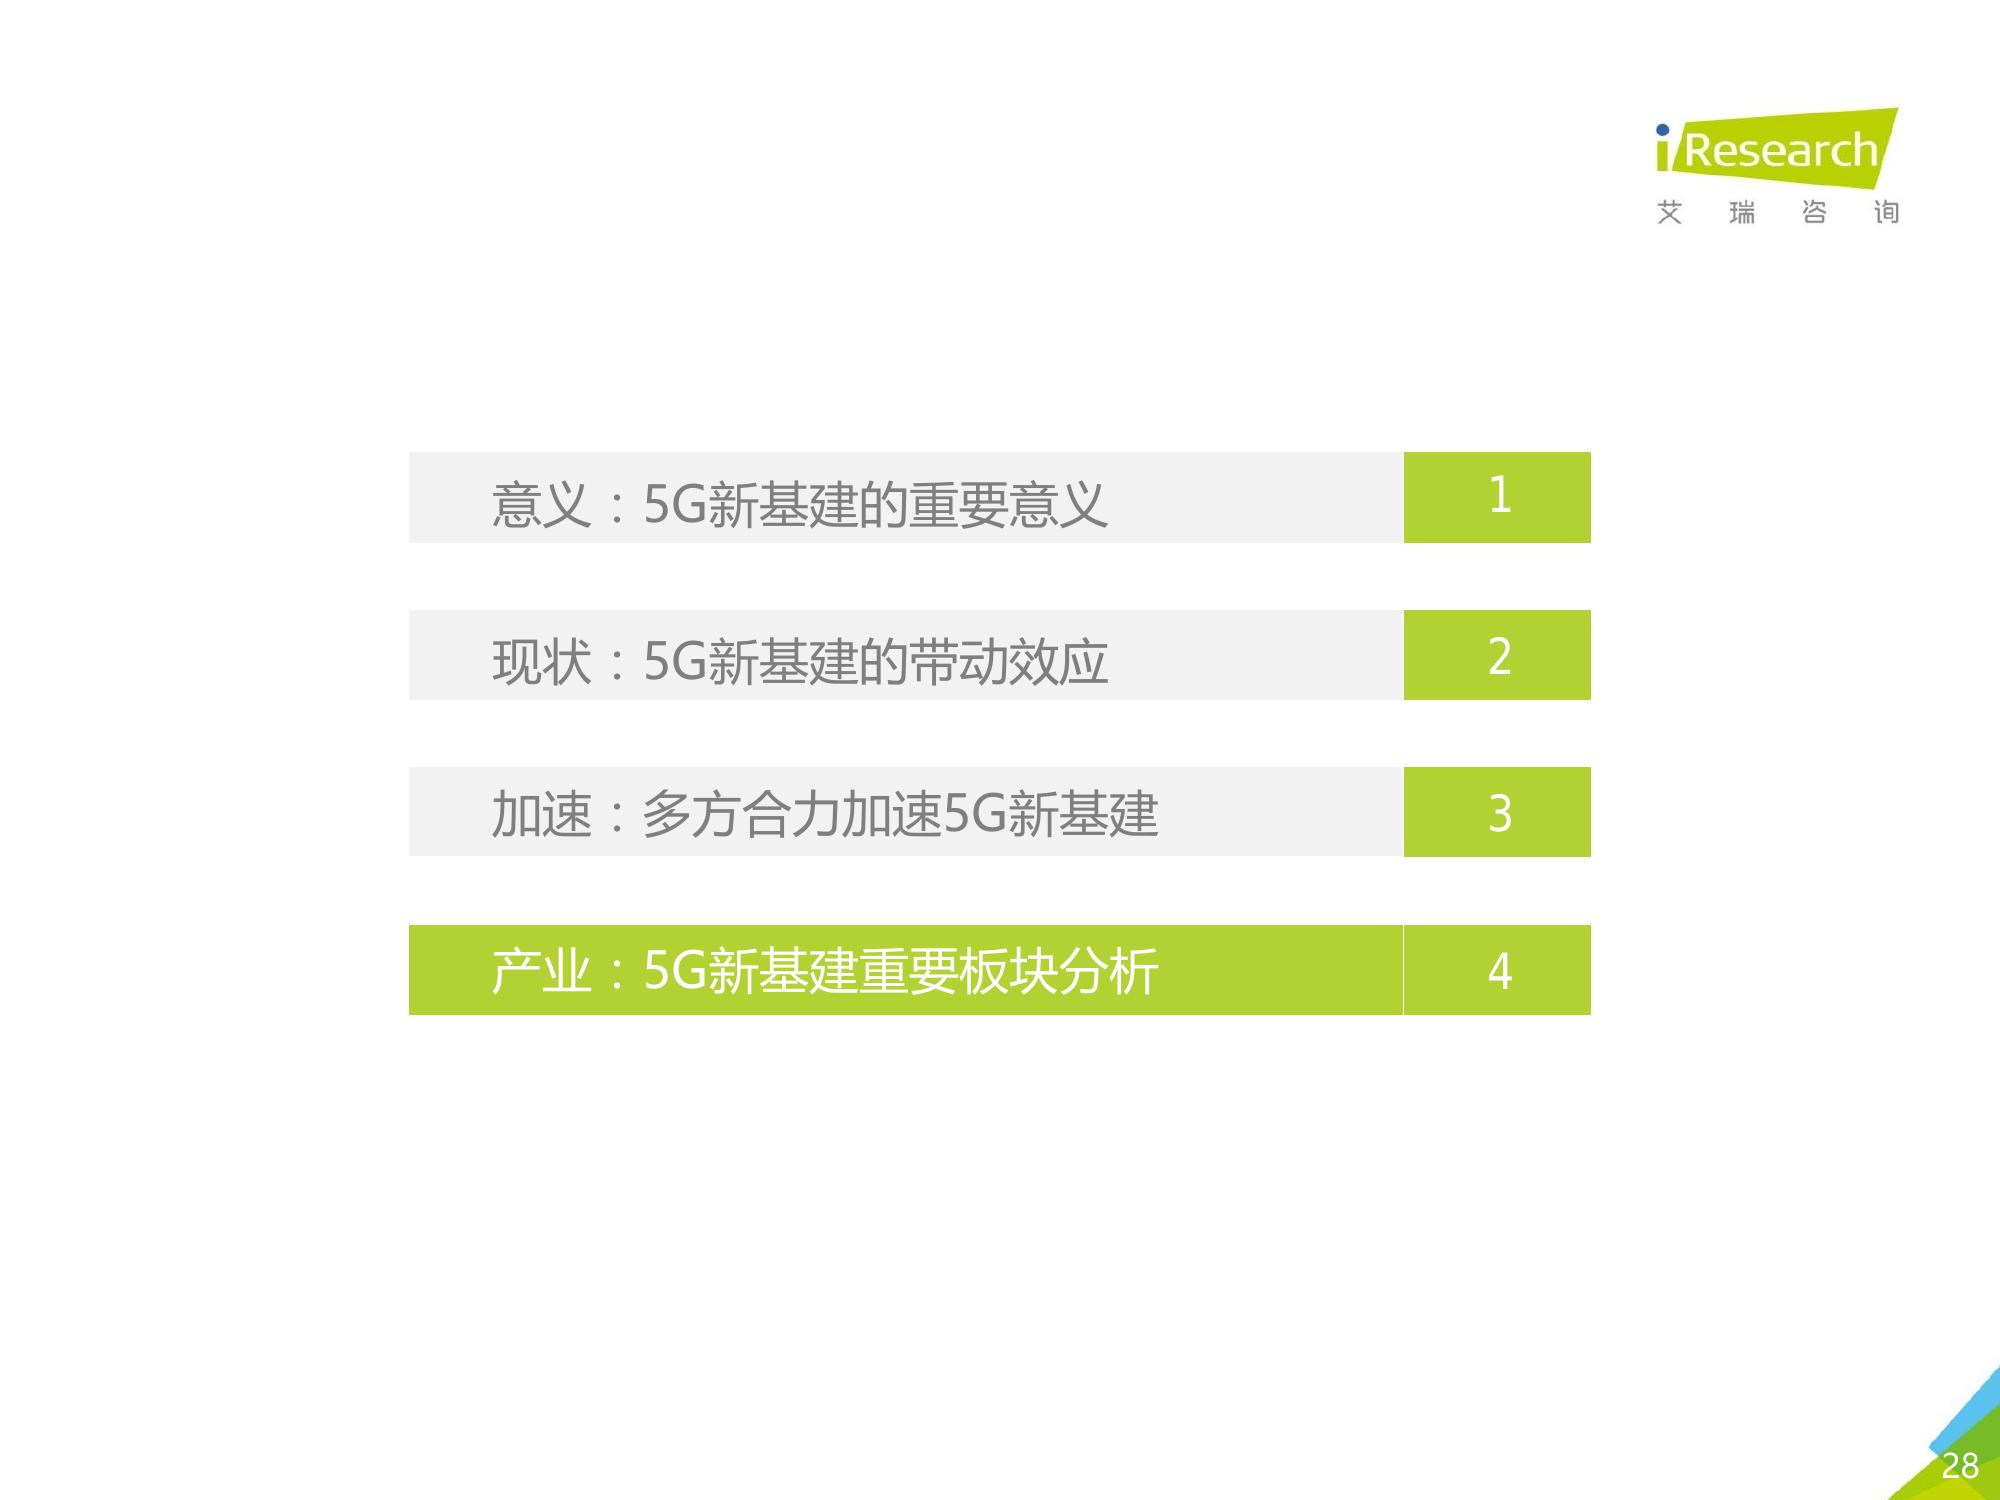 iResearch
艾瑞咨询
意义：5G新基建的重要意义 1
现状：5G新基建的带动效应 2
加速：多方合力加速5G新基建 3
产业：5G新基建重要板块分析 4
28